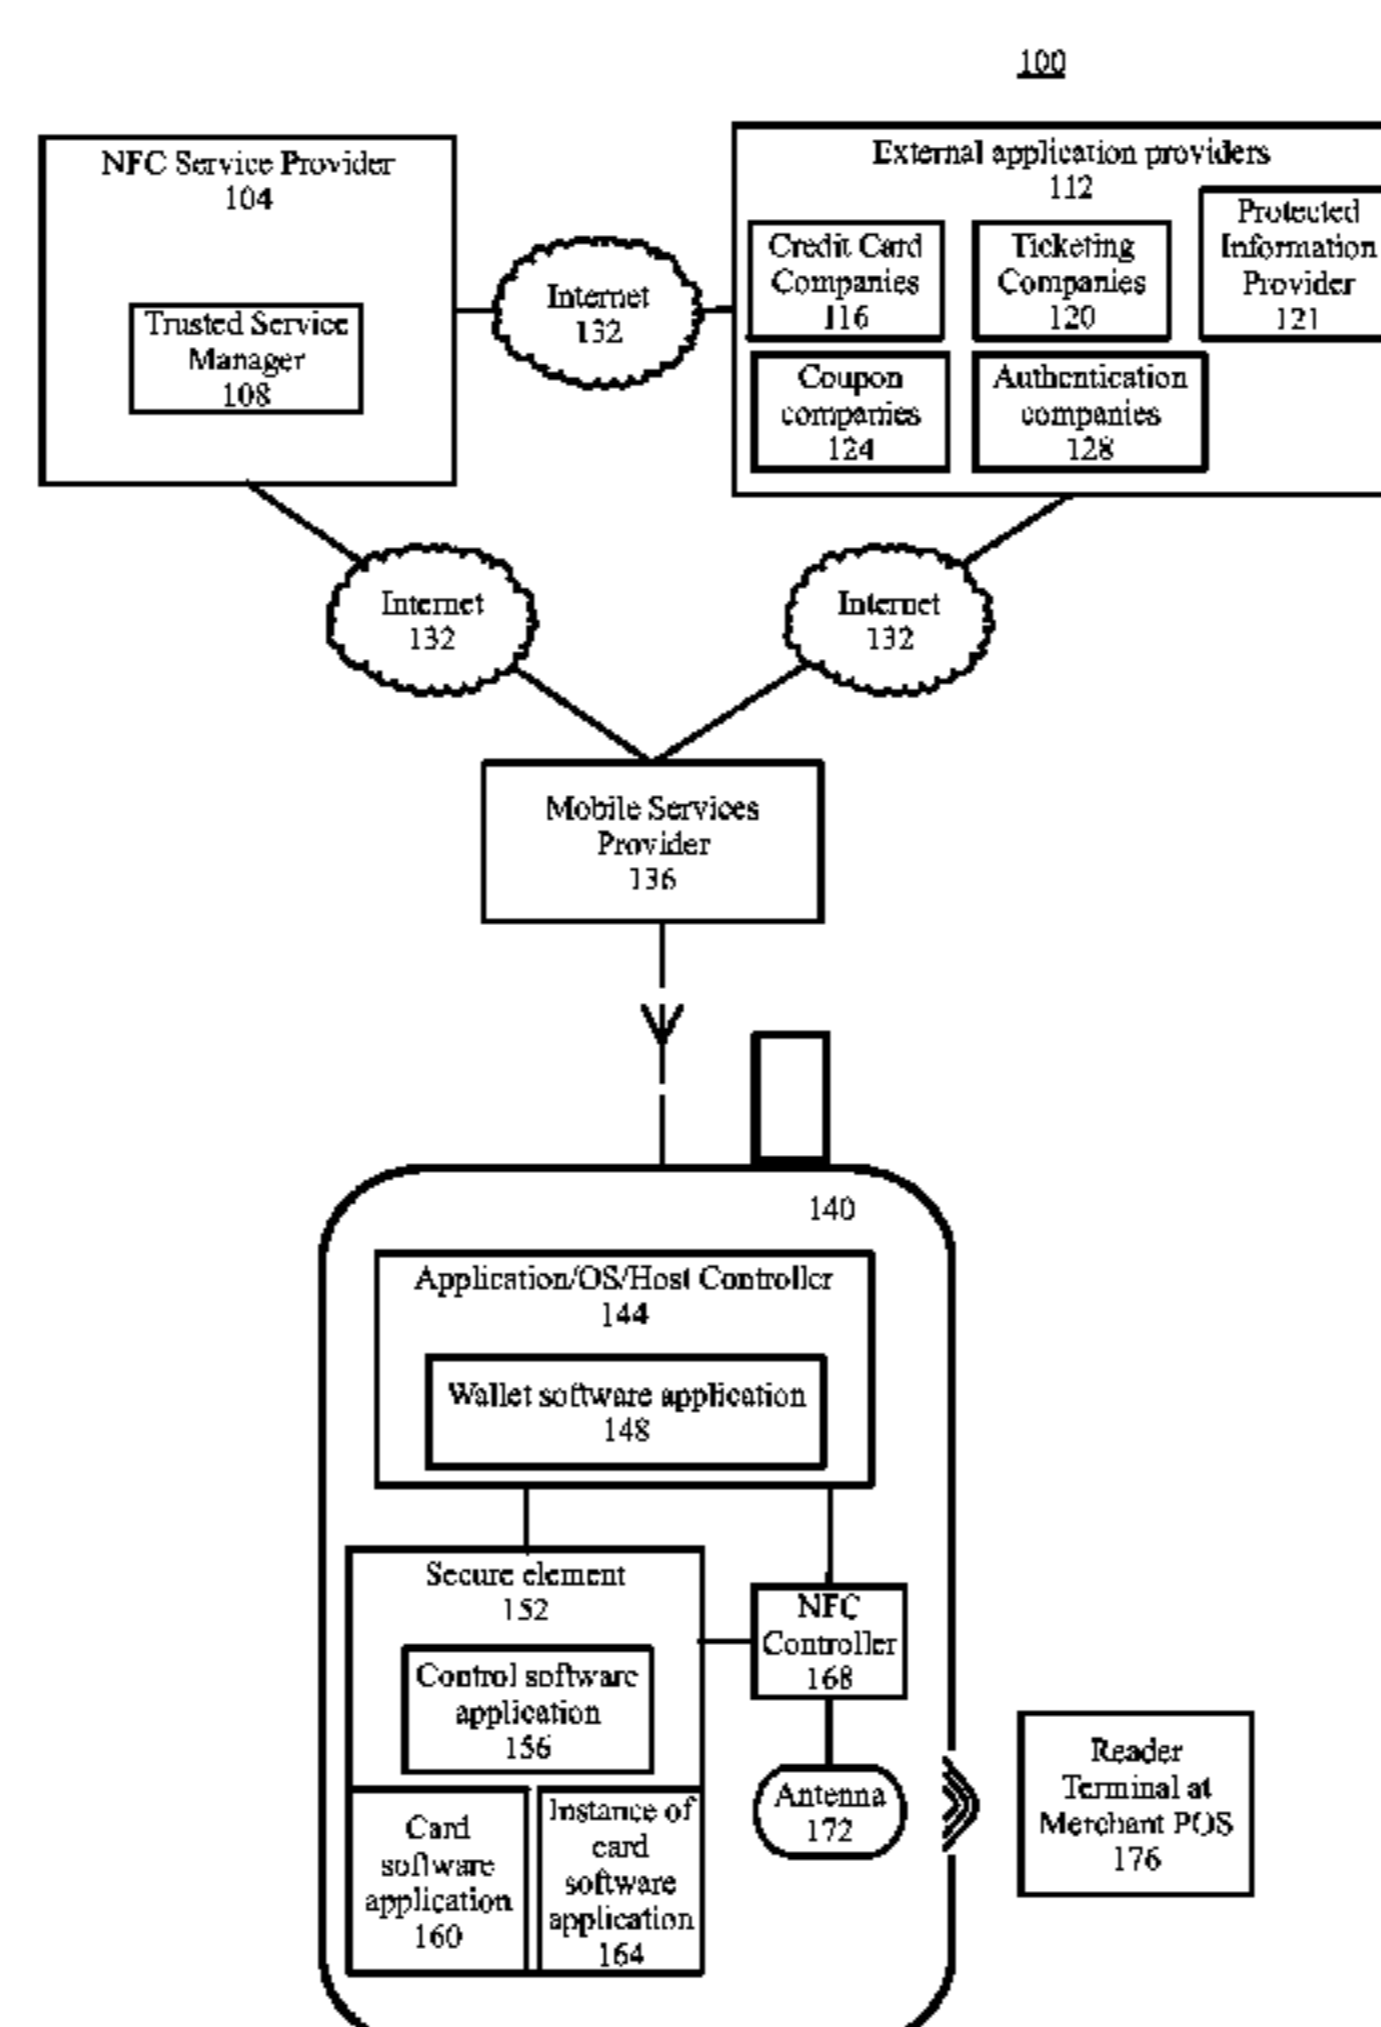 100
NFC Service Provider
104
Trusted Service
Manager
108
Internet
132
External application providers
112
Credit Card
Companies
116
Ticketing
Companies
120
Protected
Information
Provider
121
Coupon
companies
124
Authentication
companies
128
Internet
132
Internet
132
Mobile Services
Provider
136
140
Application/OS/Host Controller
144
Wallet software application
148
Secure element
152
Control software
application
156
Card
software
application
160
Instance of
card
software
application
164
NFC
Controller
168
Antenna
172
Reader
Terminal at
Merchant POS
176